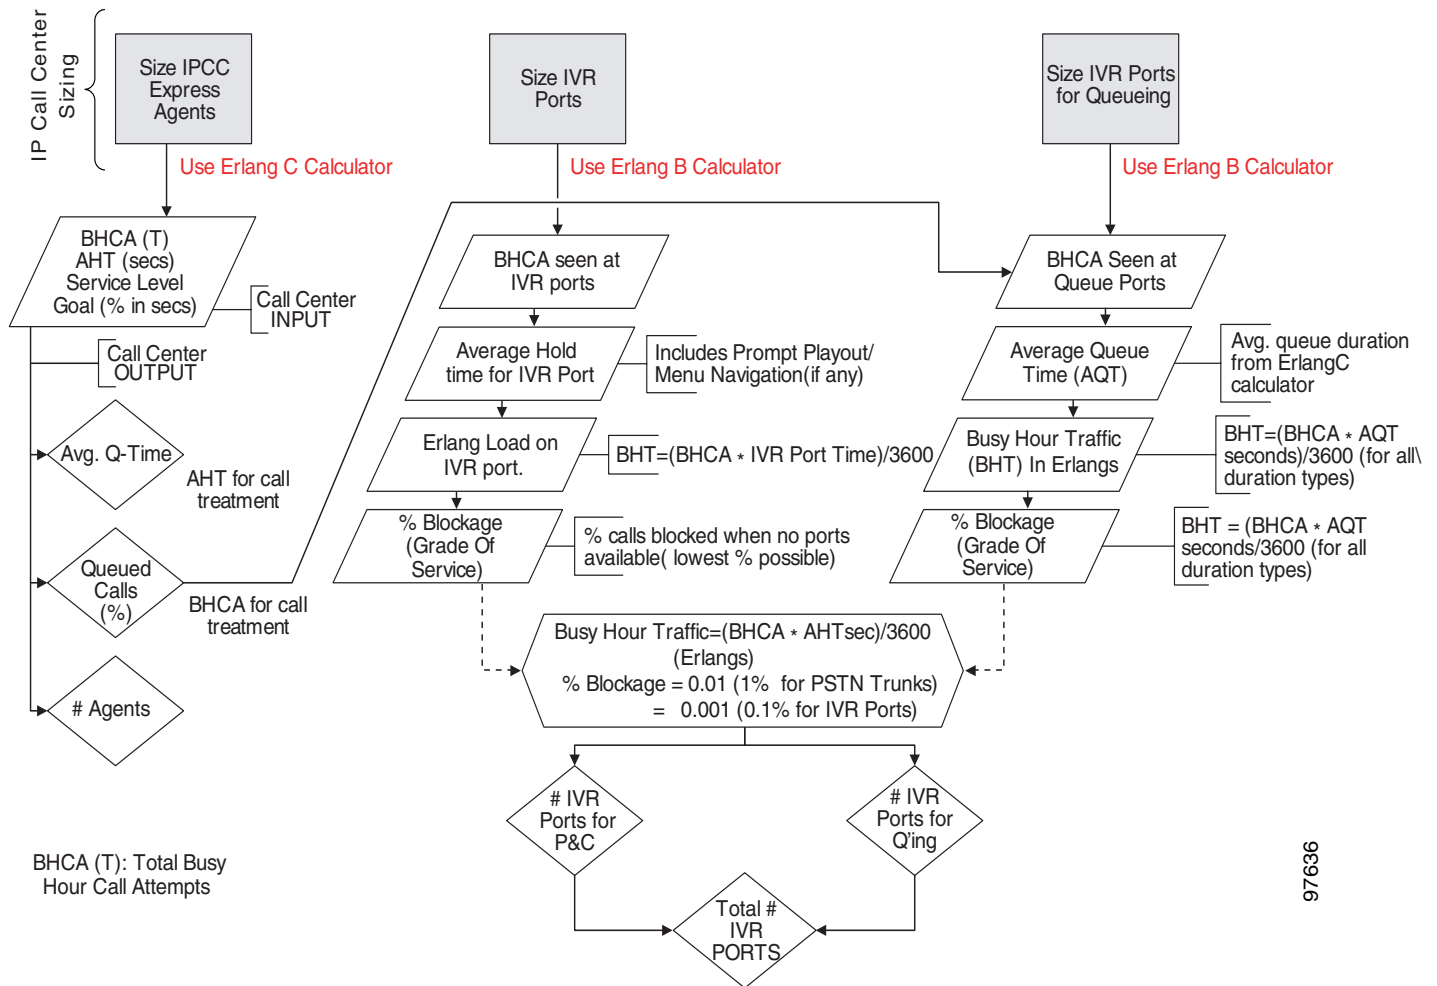 IP Call Center
Sizing
Size IPCC
Express
Agents
Size IVR
Ports
Size IVR Ports
for Queueing
Use Erlang C Calculator
Use Erlang B Calculator
Use Erlang B Calculator
BHCA (T)
AHT (secs)
Service Level
Goal (% in secs)
Call Center
INPUT
Call Center
OUTPUT
Avg. Q-Time
AHT for call
treatment
Queued
Calls
(%)
BHCA for call
treatment
# Agents
BHCA (T): Total Busy
Hour Call Attempts
BHCA seen at
IVR ports
Average Hold
time for IVR Port
Includes Prompt Playout/
Menu Navigation(if any)
Erlang Load on
IVR port.
BHT=(BHCA * IVR Port Time)/3600
% Blockage
(Grade Of
Service)
% calls blocked when no ports
available( lowest % possible)
BHCA Seen at
Queue Ports
Average Queue
Time (AQT)
Avg. queue duration
from ErlangC
calculator
Busy Hour Traffic
(BHT) In Erlangs
BHT=(BHCA * AQT
seconds)/3600 (for all\
duration types)
% Blockage
(Grade Of
Service)
BHT = (BHCA * AQT
seconds/3600 (for all
duration types)
Busy Hour Traffic=(BHCA * AHTsec)/3600
(Erlangs)
% Blockage = 0.01 (1% for PSTN Trunks)
= 0.001 (0.1% for IVR Ports)
# IVR
Ports for
P&C
# IVR
Ports for
Q'ing
Total #
IVR
PORTS
97636